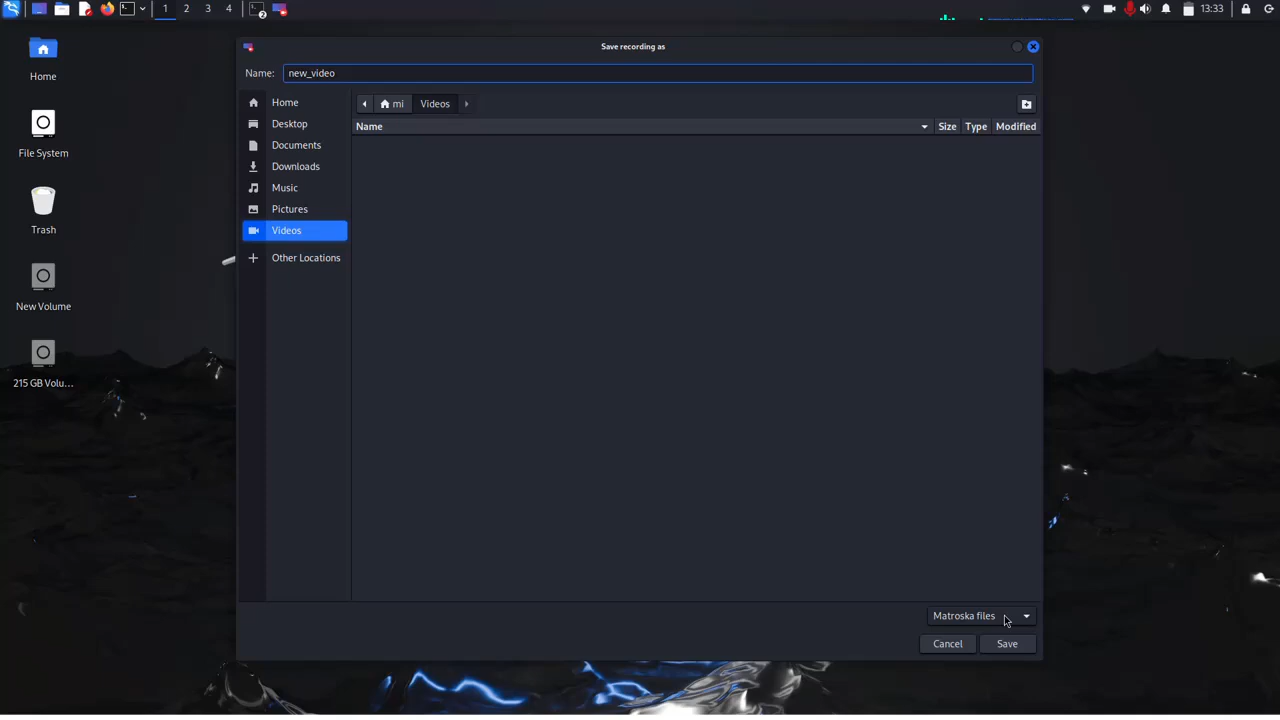 1 2 3 4 2 13:33
Save recording as
Name: new_video
Home
Desktop
Documents
Downloads
Music
Pictures
Videos
Other Locations
mi Videos
Name Size Type Modified
Home
File System
Trash
New Volume
215 GB Volu...
Matroska files
Cancel Save